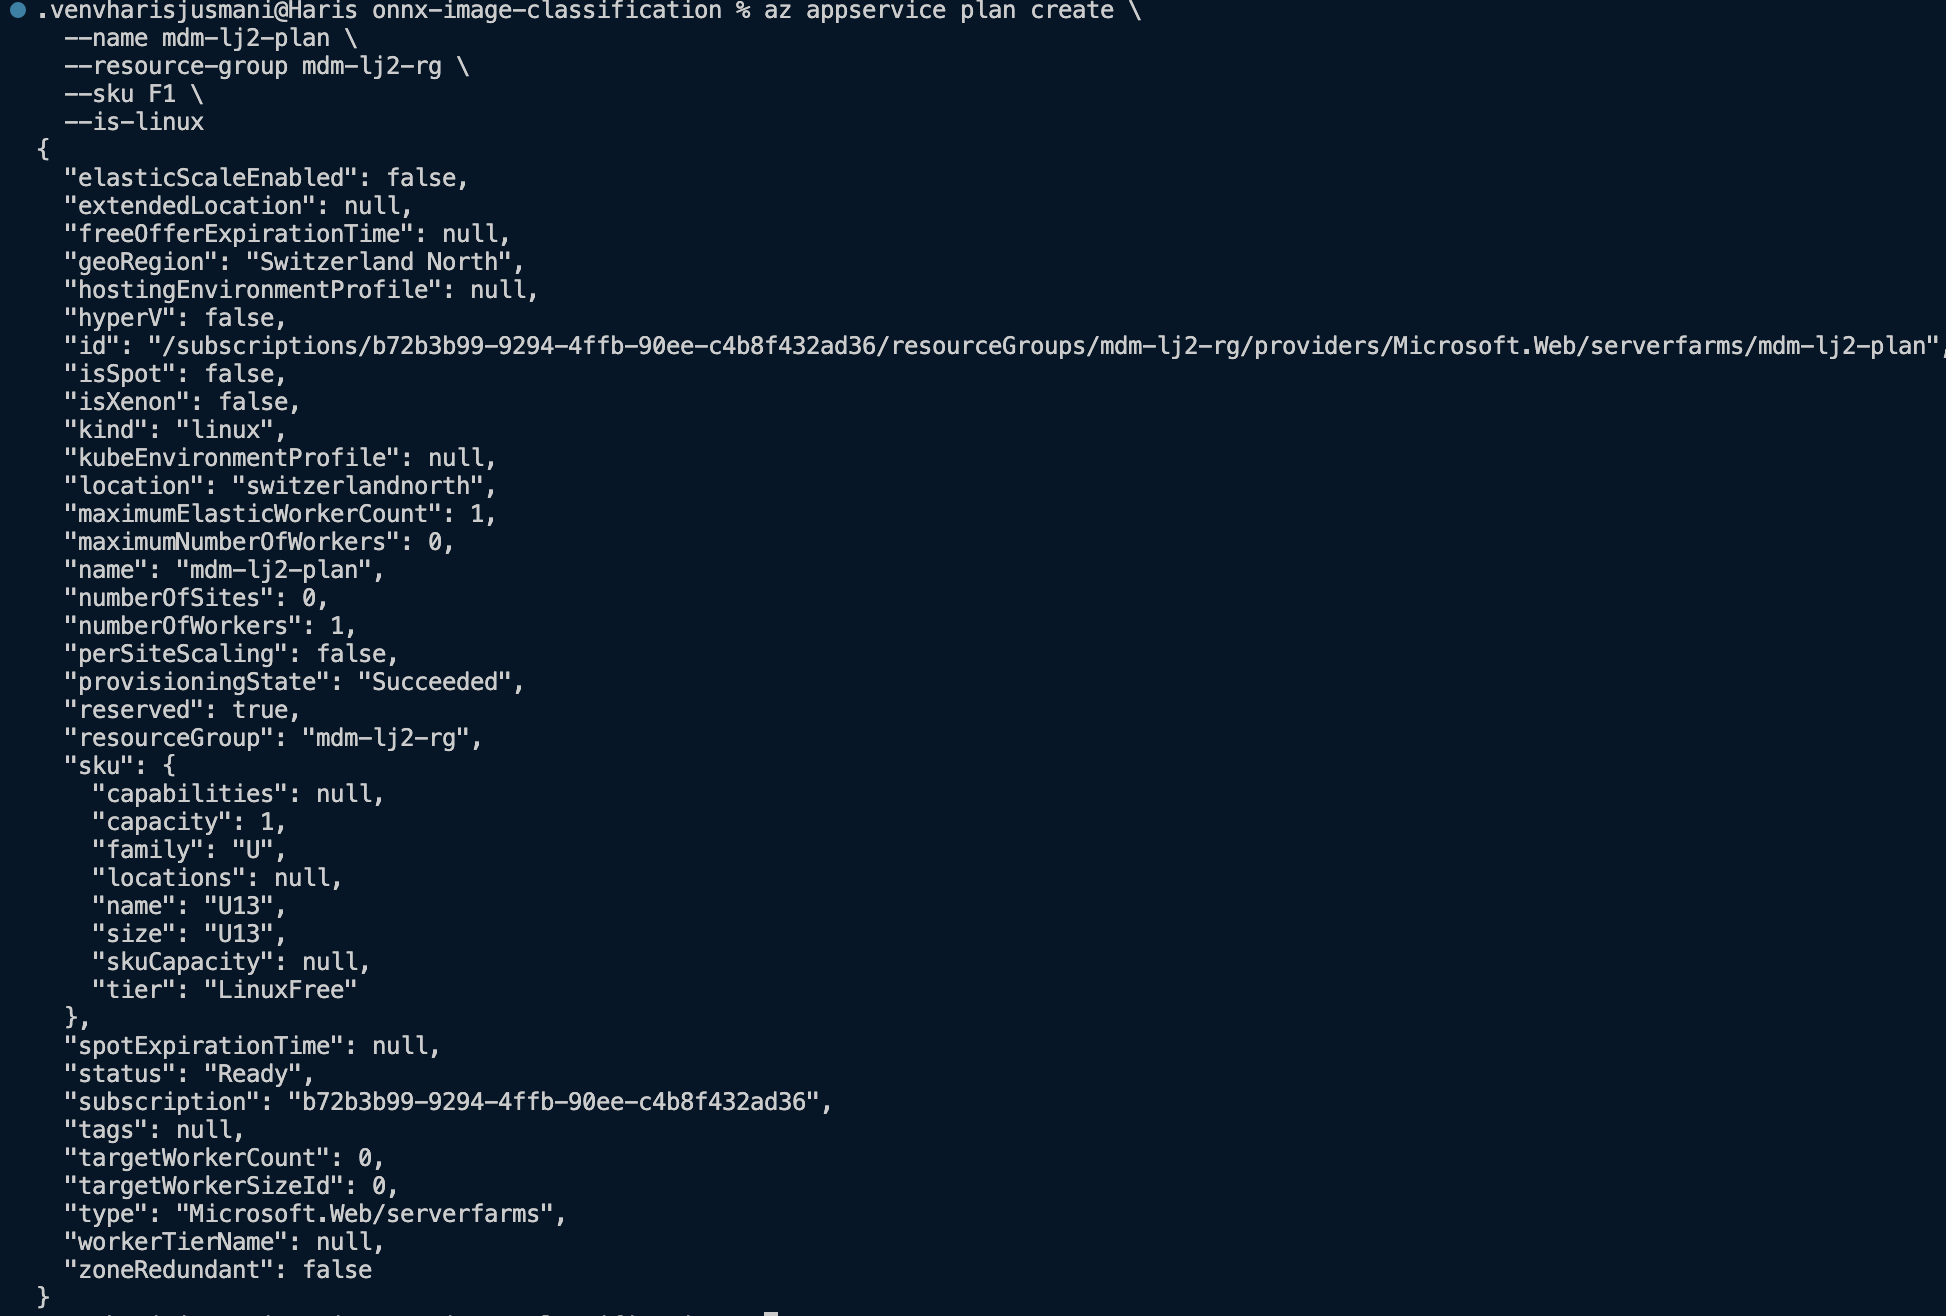 .venvharisjusmani@Haris onnx-image-classification % az appservice plan create \
  --name mdm-lj2-plan \
  --resource-group mdm-lj2-rg \
  --sku F1 \
  --is-linux
{
  "elasticScaleEnabled": false,
  "extendedLocation": null,
  "freeOfferExpirationTime": null,
  "geoRegion": "Switzerland North",
  "hostingEnvironmentProfile": null,
  "hyperV": false,
  "id": "/subscriptions/b72b3b99-9294-4ffb-90ee-c4b8f432ad36/resourceGroups/mdm-lj2-rg/providers/Microsoft.Web/serverfarms/mdm-lj2-plan",
  "isSpot": false,
  "isXenon": false,
  "kind": "linux",
  "kubeEnvironmentProfile": null,
  "location": "switzerlandnorth",
  "maximumElasticWorkerCount": 1,
  "maximumNumberOfWorkers": 0,
  "name": "mdm-lj2-plan",
  "numberOfSites": 0,
  "numberOfWorkers": 1,
  "perSiteScaling": false,
  "provisioningState": "Succeeded",
  "reserved": true,
  "resourceGroup": "mdm-lj2-rg",
  "sku": {
    "capabilities": null,
    "capacity": 1,
    "family": "U",
    "locations": null,
    "name": "U13",
    "size": "U13",
    "skuCapacity": null,
    "tier": "LinuxFree"
  },
  "spotExpirationTime": null,
  "status": "Ready",
  "subscription": "b72b3b99-9294-4ffb-90ee-c4b8f432ad36",
  "tags": null,
  "targetWorkerCount": 0,
  "targetWorkerSizeId": 0,
  "type": "Microsoft.Web/serverfarms",
  "workerTierName": null,
  "zoneRedundant": false
}